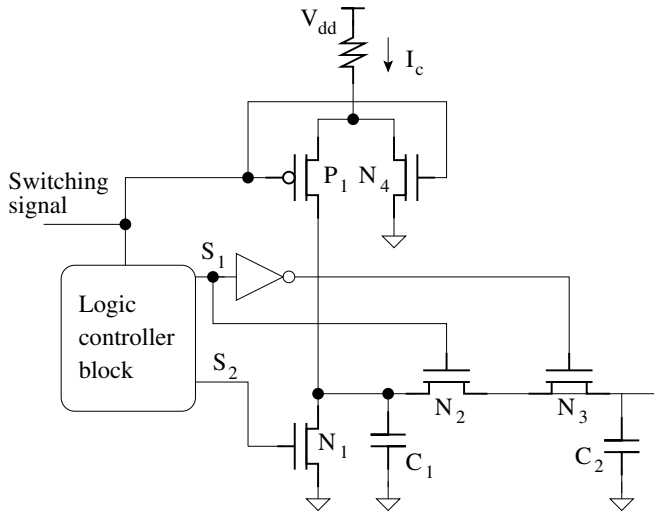 V_dd
I_c
P_1
N_4
Switching
signal
S_1
Logic
controller
block
S_2
N_1
C_1
N_2
N_3
C_2